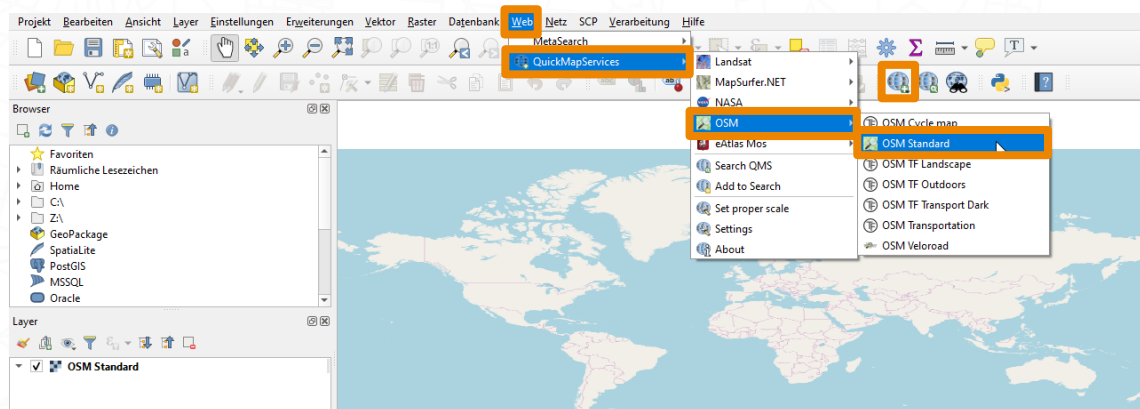 Projekt Bearbeiten Ansicht Layer Einstellungen Erweiterungen Vektor Raster Datenbank Web Netz SCP Verarbeitung Hilfe
MetaSearch
QuickMapServices
Landsat
MapSurfer.NET
NASA
OSM
eAtlas Mos
Search QMS
Add to Search
Set proper scale
Settings
About
OSM Cycle map
OSM Standard
OSM TF Landscape
OSM TF Outdoors
OSM TF Transport Dark
OSM Transportation
OSM Veloroad
Browser
Favoriten
Räumliche Lesezeichen
Home
C:\
Z:\
GeoPackage
SpatiaLite
PostGIS
MSSQL
Oracle
Layer
OSM Standard